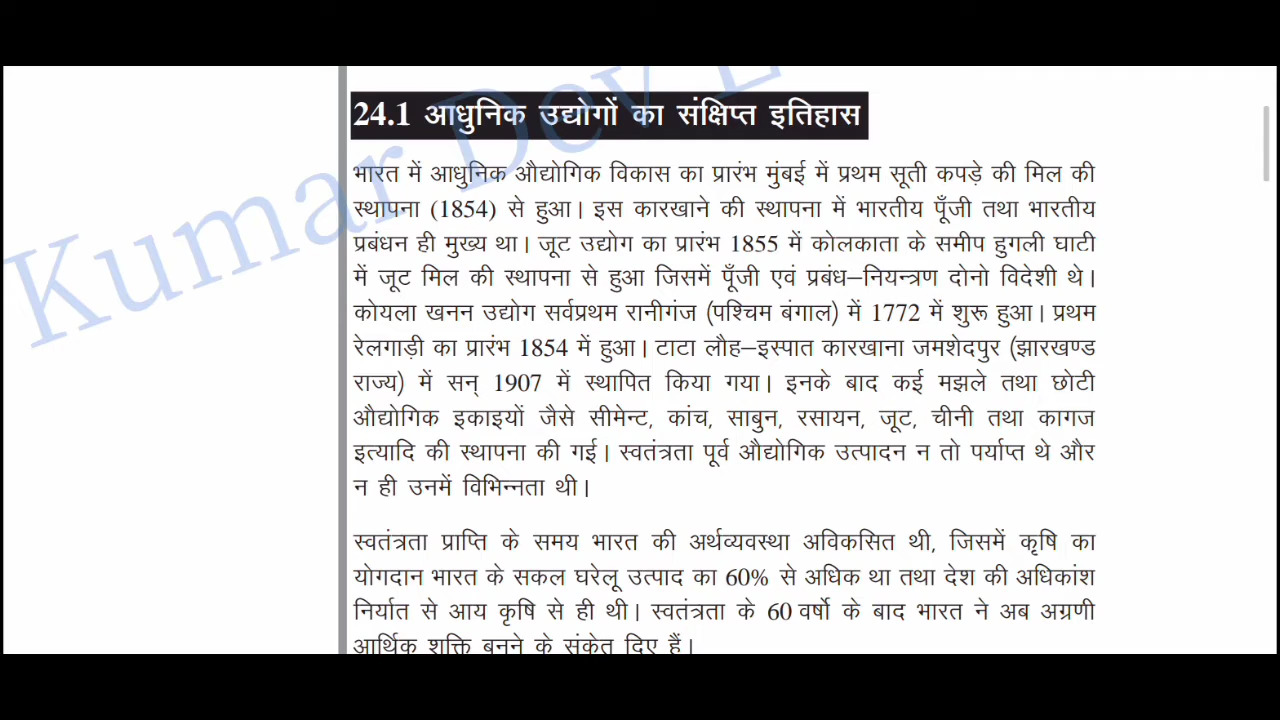 24.1 आधुनिक उद्योगों का संक्षिप्त इतिहास
भारत में आधुनिक औद्योगिक विकास का प्रारंभ मुंबई में प्रथम सूती कपड़े की मिल की
स्थापना (1854) से हुआ। इस कारखाने की स्थापना में भारतीय पूँजी तथा भारतीय
प्रबंधन ही मुख्य था। जूट उद्योग का प्रारंभ 1855 में कोलकाता के समीप हुगली घाटी
में जूट मिल की स्थापना से हुआ जिसमें पूँजी एवं प्रबंध-नियन्त्रण दोनो विदेशी थे।
कोयला खनन उद्योग सर्वप्रथम रानीगंज (पश्चिम बंगाल) में 1772 में शुरू हुआ। प्रथम
रेलगाड़ी का प्रारंभ 1854 में हुआ। टाटा लौह-इस्पात कारखाना जमशेदपुर (झारखण्ड
राज्य) में सन् 1907 में स्थापित किया गया। इनके बाद कई मझले तथा छोटी
औद्योगिक इकाइयों जैसे सीमेन्ट, कांच, साबुन, रसायन, जूट, चीनी तथा कागज
इत्यादि की स्थापना की गई। स्वतंत्रता पूर्व औद्योगिक उत्पादन न तो पर्याप्त थे और
न ही उनमें विभिन्नता थी।
स्वतंत्रता प्राप्ति के समय भारत की अर्थव्यवस्था अविकसित थी, जिसमें कृषि का
योगदान भारत के सकल घरेलू उत्पाद का 60% से अधिक था तथा देश की अधिकांश
निर्यात से आय कृषि से ही थी। स्वतंत्रता के 60 वर्षो के बाद भारत ने अब अग्रणी
आर्थिक शक्ति बनने के संकेत दिए हैं।
Kumar Dev